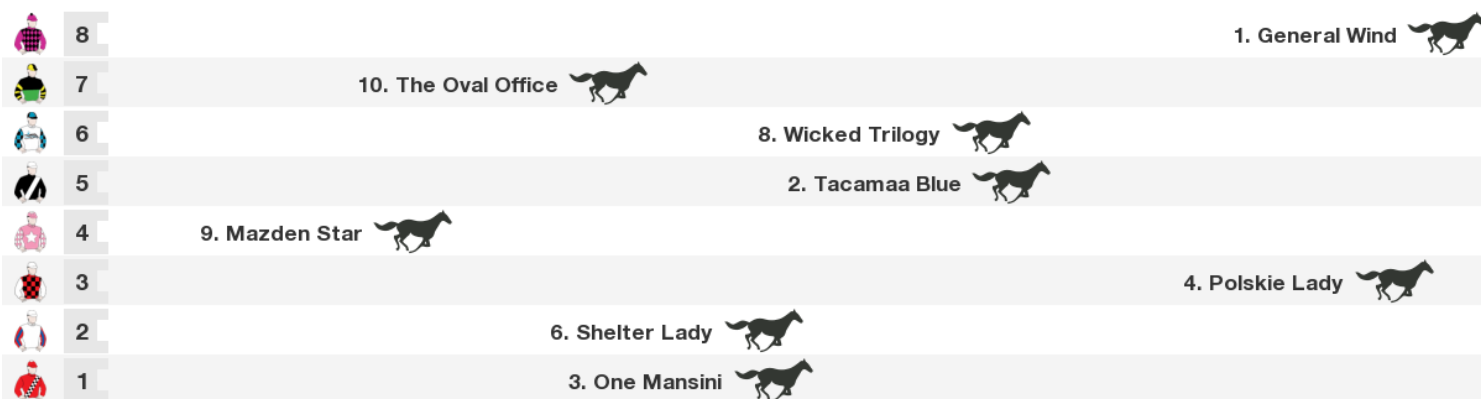 8 1. General Wind
7 10. The Oval Office
6 8. Wicked Trilogy
5 2. Tacamaa Blue
4 9. Mazden Star
3 4. Polskie Lady
2 6. Shelter Lady
1 3. One Mansini